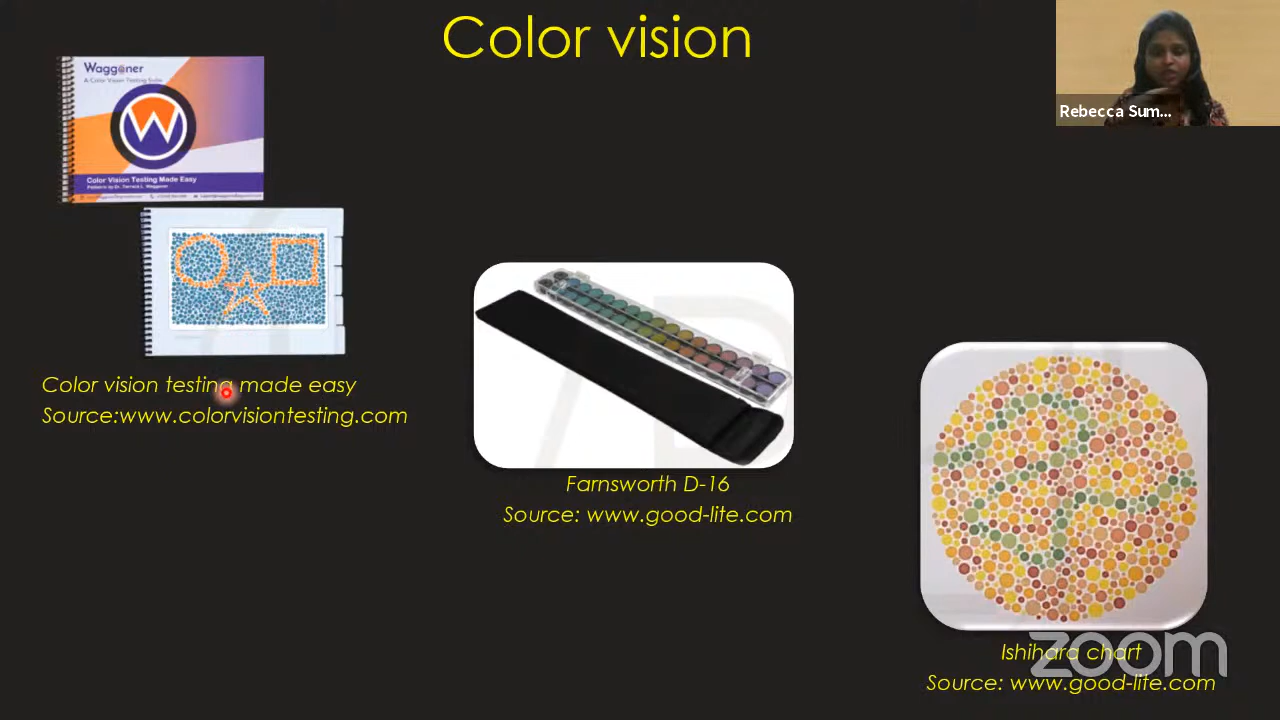 Color vision
Rebecca Sum...
Waggoner
A Color Vision Testing Suite
W
Color Vision Testing Made Easy
Color vision testing made easy
Source:www.colorvisiontesting.com
Farnsworth D-16
Source: www.good-lite.com
Ishihara chart
Source: www.good-lite.com
zoom